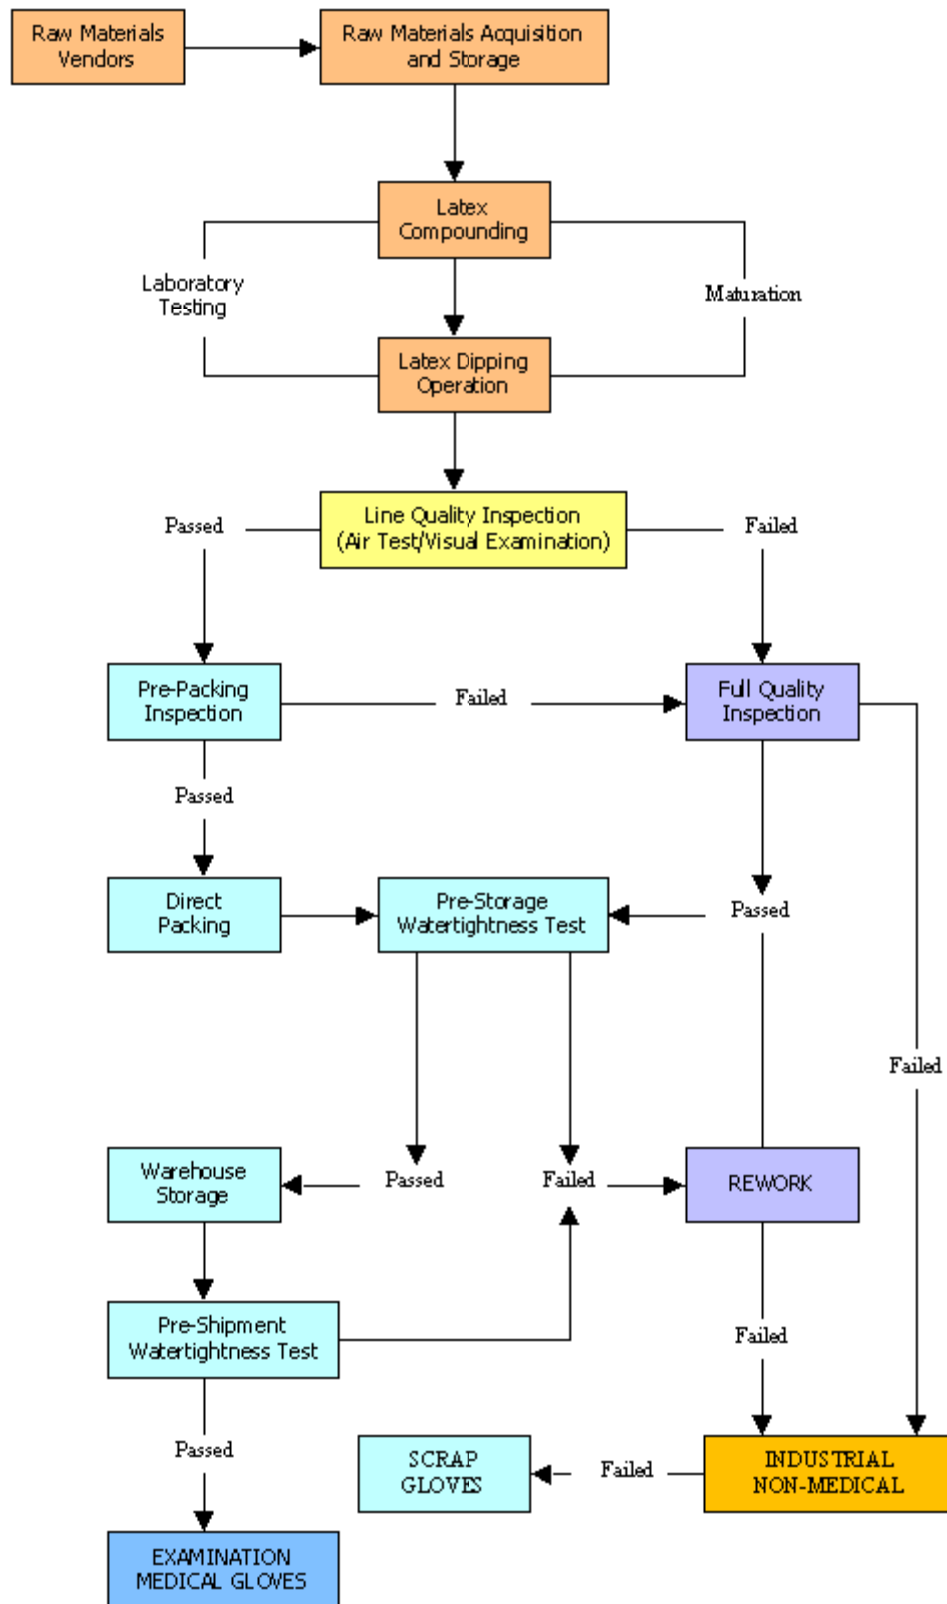 Raw Materials
Vendors
Raw Materials Acquisition
and Storage
Latex
Compounding
Laboratory
Testing
Maturation
Latex Dipping
Operation
Passed
Line Quality Inspection
(Air Test/Visual Examination)
Failed
Pre-Packing
Inspection
Failed
Full Quality
Inspection
Passed
Direct
Packing
Pre-Storage
Watertightness Test
Passed
Failed
Warehouse
Storage
Passed
Failed
REWORK
Pre-Shipment
Watertightness Test
Failed
Passed
SCRAP
GLOVES
Failed
INDUSTRIAL
NON-MEDICAL
EXAMINATION
MEDICAL GLOVES